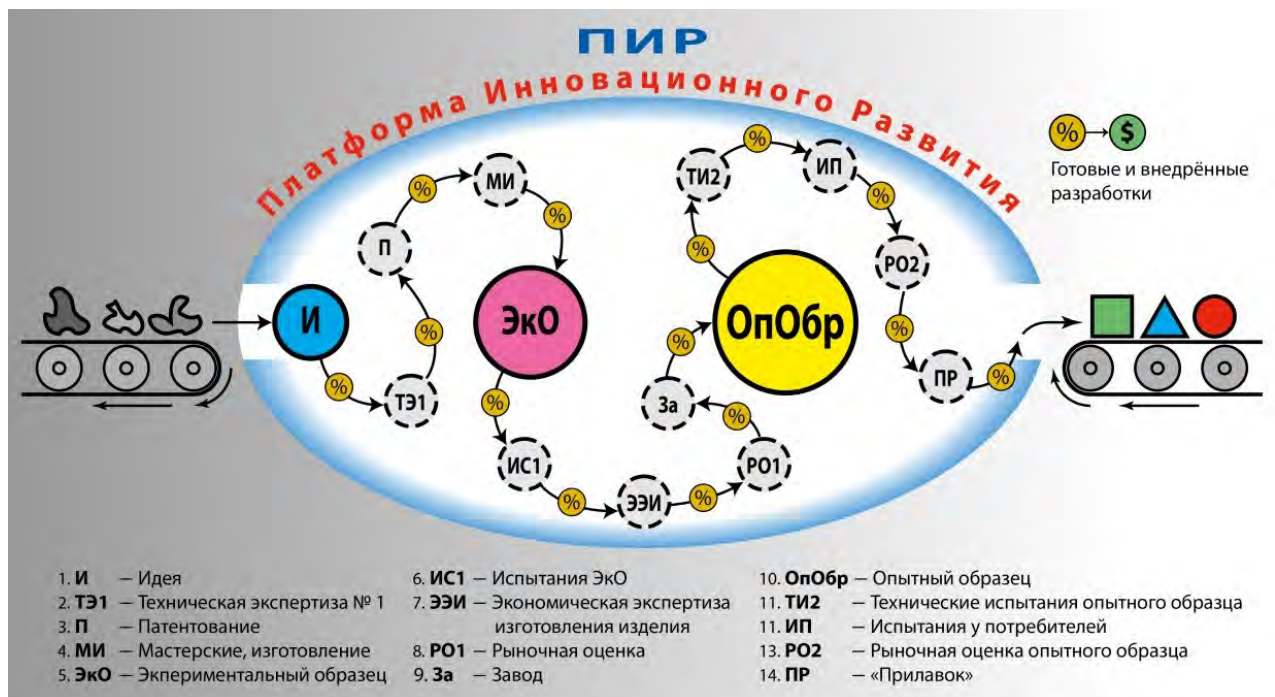 ПИР
Платформа Инновационного Развития
% → $
Готовые и внедрённые
разработки
И
%
ТЭ1
%
П
%
МИ
%
ЭкО
%
ИС1
%
ЭЭИ
%
РО1
%
За
%
ОпОбр
%
ТИ2
%
ИП
%
РО2
%
ПР
%
1. И – Идея
2. ТЭ1 – Техническая экспертиза № 1
3. П – Патентование
4. МИ – Мастерские, изготовление
5. ЭкО – Экпериментальный образец
6. ИС1 – Испытания ЭкО
7. ЭЭИ – Экономическая экспертиза
изготовления изделия
8. РО1 – Рыночная оценка
9. За – Завод
10. ОпОбр – Опытный образец
11. ТИ2 – Технические испытания опытного образца
11. ИП – Испытания у потребителей
13. РО2 – Рыночная оценка опытного образца
14. ПР – «Прилавок»